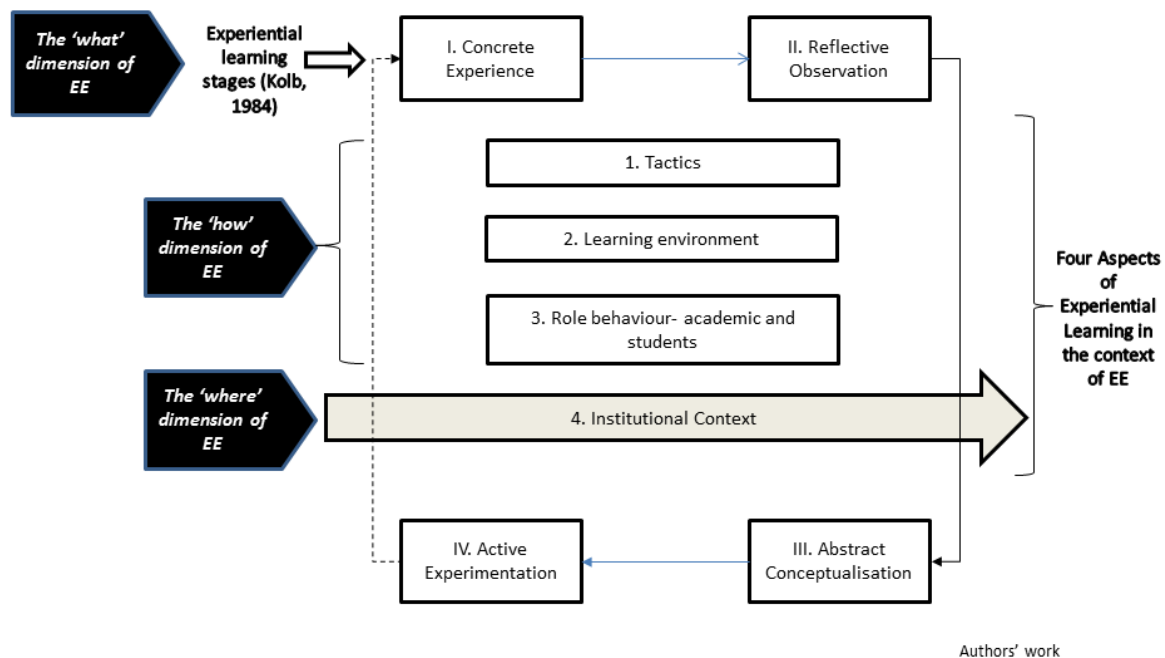 The 'what'
dimension of
EE
Experiential
learning
stages (Kolb,
1984)
I. Concrete
Experience
II. Reflective
Observation
1. Tactics
The 'how'
dimension of
EE
2. Learning environment
3. Role behaviour- academic and
students
Four Aspects
of
Experiential
Learning in
the context
of EE
The 'where'
dimension of
EE
4. Institutional Context
IV. Active
Experimentation
III. Abstract
Conceptualisation
Authors' work